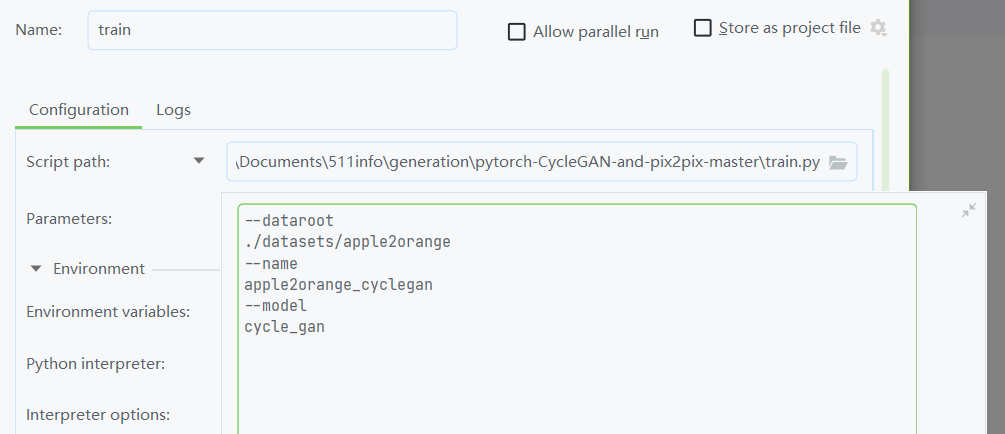 Name:
train
Allow parallel run
Store as project file
Configuration
Logs
Script path:
\Documents\511info\generation\pytorch-CycleGAN-and-pix2pix-master\train.py
Parameters:
--dataroot
./datasets/apple2orange
--name
apple2orange_cyclegan
--model
cycle_gan
Environment
Environment variables:
Python interpreter:
Interpreter options: